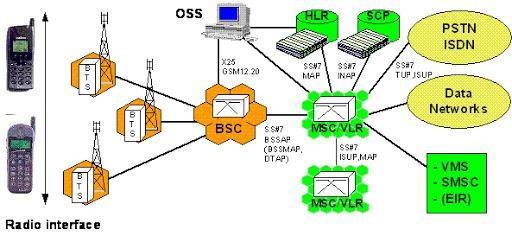 OSS
HLR
SCP
PSTN
ISDN
X25
GSM12.20
SS#7
MAP
SS#7
INAP
SS#7
TUP,ISUP
BTS
BTS
BTS
BSC
MSC/VLR
Data
Networks
SS#7
BSSAP
(BSSMAP,
DTAP)
SS#7
ISUP,MAP
MSC/VLR
- VMS
- SMSC
- (EIR)
Radio interface